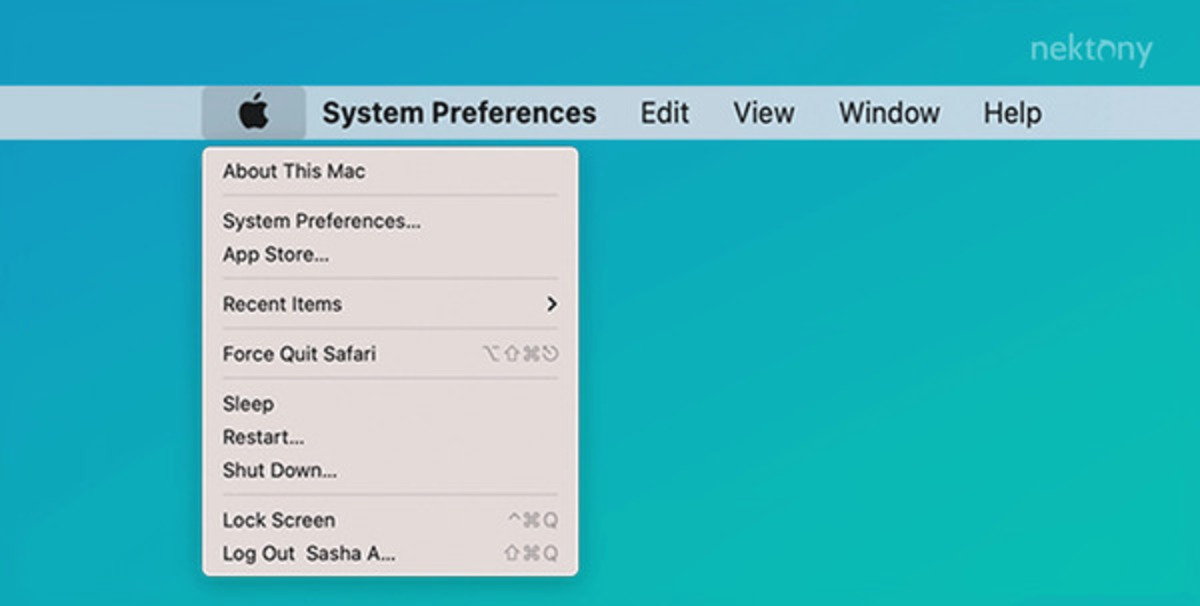 nektony
System Preferences Edit View Window Help
About This Mac
System Preferences...
App Store...
Recent Items
Force Quit Safari ⌥⇧⌘⎋
Sleep
Restart...
Shut Down...
Lock Screen ^⌘Q
Log Out Sasha A... ⇧⌘Q